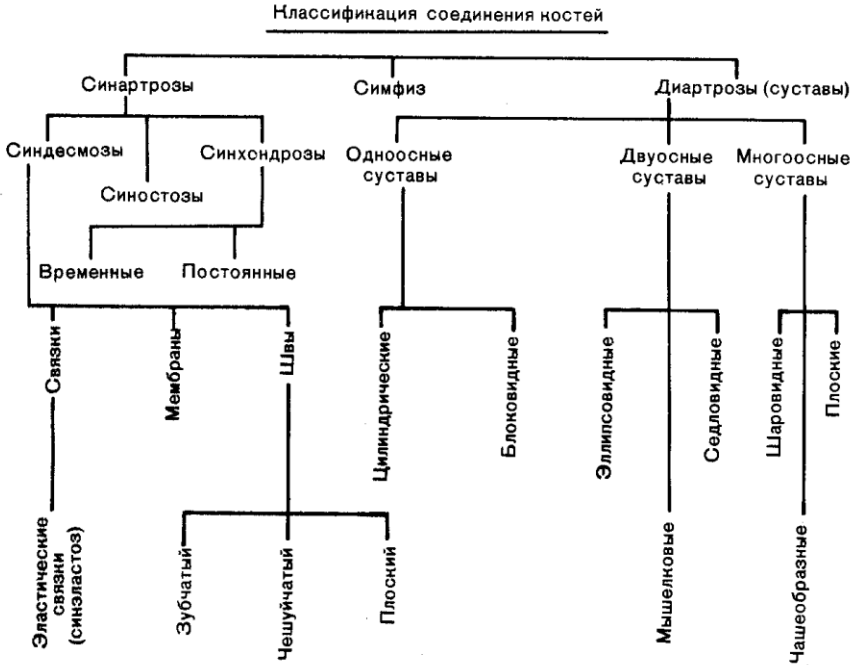 Классификация соединения костей
Синартрозы
Симфиз
Диартрозы (суставы)
Синдесмозы
Синхондрозы
Одноосные
суставы
Двуосные
суставы
Многоосные
суставы
Синостозы
Временные
Постоянные
Связки
Мембраны
Швы
Цилиндрические
Блоковидные
Эллипсовидные
Седловидные
Шаровидные
Плоские
Эластические
связки
(синэластоз)
Зубчатый
Чешуйчатый
Плоский
Мышелковые
Чашеобразные